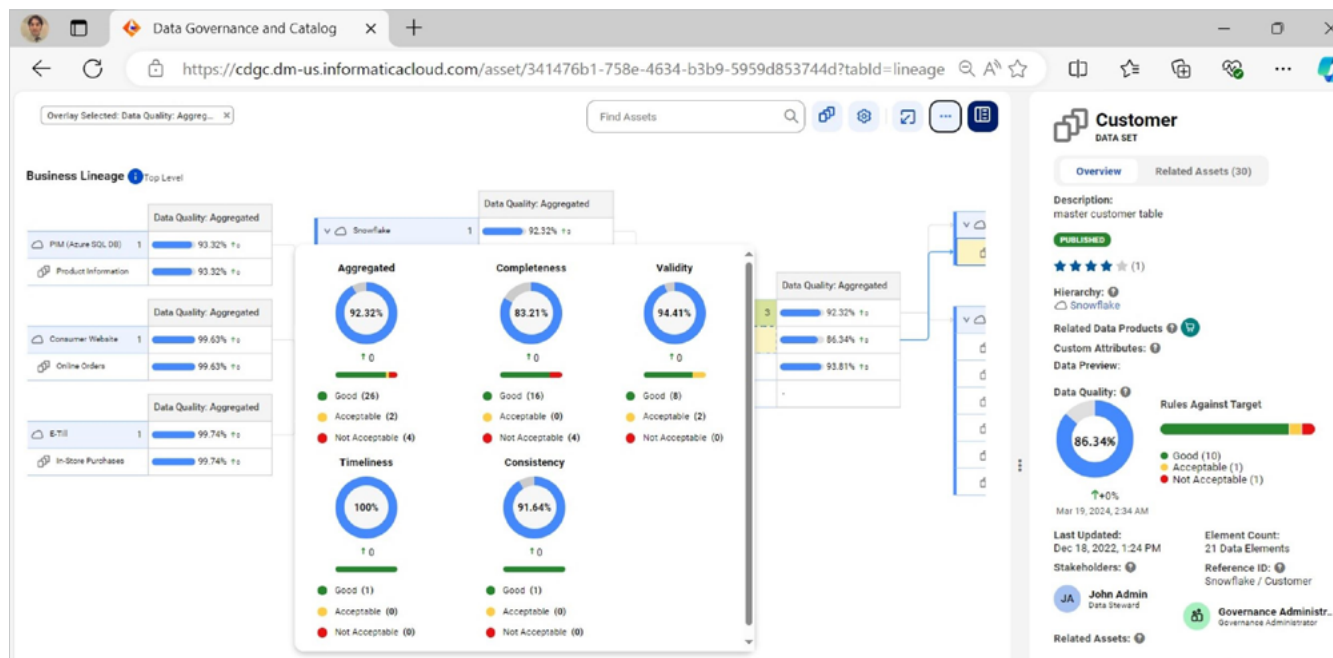 Data Governance and Catalog
https://cdgc.dm-us.informaticacloud.com/asset/341476b1-758e-4634-b3b9-5959d853744d?tabId=lineage
Overlay Selected: Data Quality: Aggreg...
Find Assets
Business Lineage
Top Level
Data Quality: Aggregated
PIM (Azure SQL DB) 1 93.32%
Product Information 93.32%
Data Quality: Aggregated
Consumer Website 1 99.63%
Online Orders 99.63%
Data Quality: Aggregated
E-Till 1 99.74%
In-Store Purchases 99.74%
Data Quality: Aggregated
Snowflake 1 92.32%
Aggregated
92.32%
↑0
Good (26)
Acceptable (2)
Not Acceptable (4)
Completeness
83.21%
↑0
Good (16)
Acceptable (0)
Not Acceptable (4)
Validity
94.41%
↑0
Good (8)
Acceptable (2)
Not Acceptable (0)
Timeliness
100%
↑0
Good (1)
Acceptable (0)
Not Acceptable (0)
Consistency
91.64%
↑0
Good (1)
Acceptable (0)
Not Acceptable (0)
Data Quality: Aggregated
3 92.32%
86.34%
93.81%
-
Customer
DATA SET
Overview Related Assets (30)
Description:
master customer table
PUBLISHED
(1)
Hierarchy:
Snowflake
Related Data Products
Custom Attributes:
Data Preview:
Data Quality:
86.34%
↑+0%
Mar 19, 2024, 2:34 AM
Rules Against Target
Good (10)
Acceptable (1)
Not Acceptable (1)
Last Updated:
Dec 18, 2022, 1:24 PM
Element Count:
21 Data Elements
Stakeholders:
JA
John Admin
Data Steward
Reference ID:
Snowflake / Customer
Governance Administr...
Governance Administrator
Related Assets: